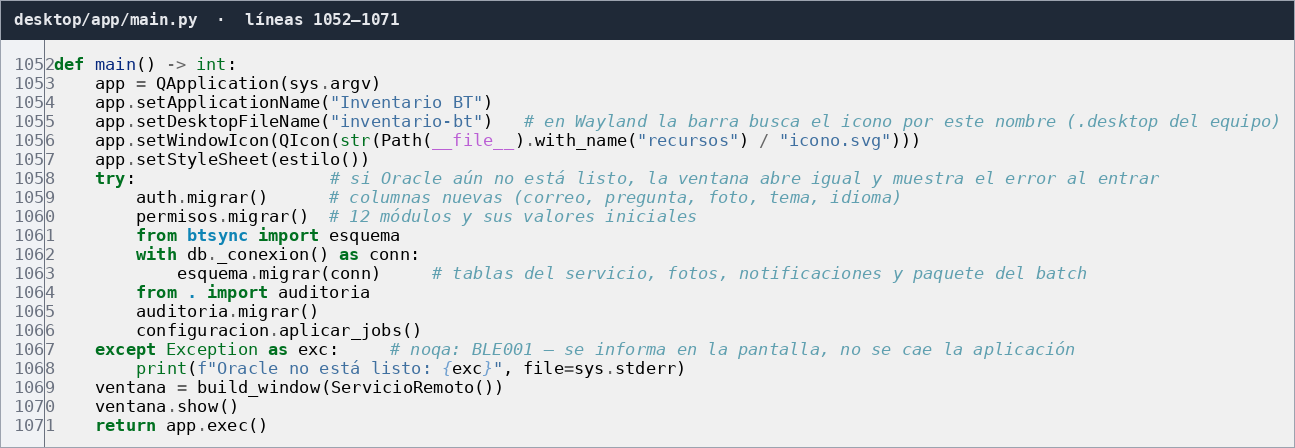 desktop/app/main.py  ·  líneas 1052–1071
1052def main() -> int:
1053    app = QApplication(sys.argv)
1054    app.setApplicationName("Inventario BT")
1055    app.setDesktopFileName("inventario-bt")   # en Wayland la barra busca el icono por este nombre (.desktop del equipo)
1056    app.setWindowIcon(QIcon(str(Path(__file__).with_name("recursos") / "icono.svg")))
1057    app.setStyleSheet(estilo())
1058    try:                   # si Oracle aún no está listo, la ventana abre igual y muestra el error al entrar
1059        auth.migrar()      # columnas nuevas (correo, pregunta, foto, tema, idioma)
1060        permisos.migrar()  # 12 módulos y sus valores iniciales
1061        from btsync import esquema
1062        with db._conexion() as conn:
1063            esquema.migrar(conn)     # tablas del servicio, fotos, notificaciones y paquete del batch
1064        from . import auditoria
1065        auditoria.migrar()
1066        configuracion.aplicar_jobs()
1067    except Exception as exc:     # noqa: BLE001 — se informa en la pantalla, no se cae la aplicación
1068        print(f"Oracle no está listo: {exc}", file=sys.stderr)
1069    ventana = build_window(ServicioRemoto())
1070    ventana.show()
1071    return app.exec()